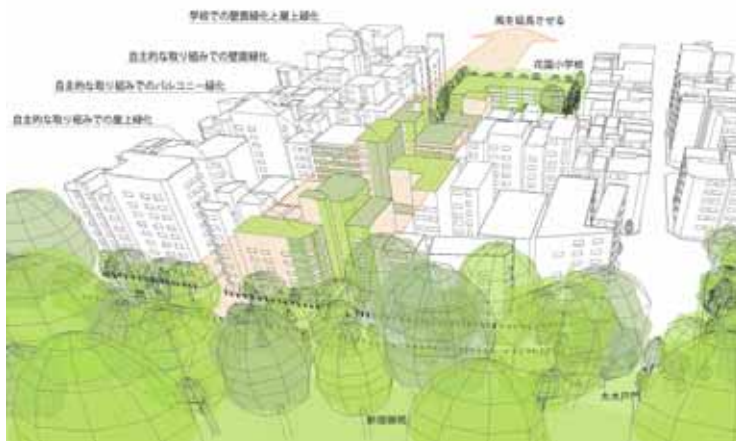 学校での壁面緑化と屋上緑化
風を延長させる
自主的な取り組みでの壁面緑化
花園小学校
自主的な取り組みでのバルコニー緑化
自主的な取り組みでの屋上緑化
大木戸門
新宿御苑